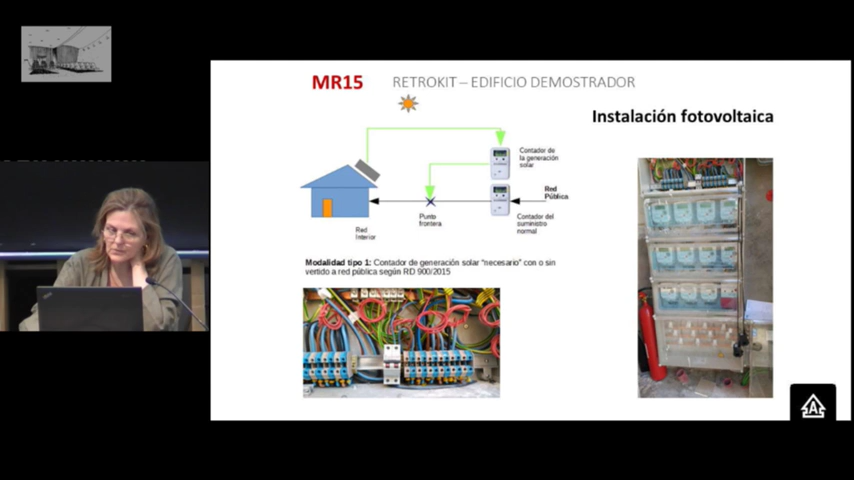 MR15
RETROKIT – EDIFICIO DEMOSTRADOR
Instalación fotovoltaica
Contador de
la generación
solar
Red
Pública
Punto
frontera
Contador del
suministro
normal
Red
Interior
Modalidad tipo 1: Contador de generación solar “necesario” con o sin
vertido a red pública según RD 900/2015
A